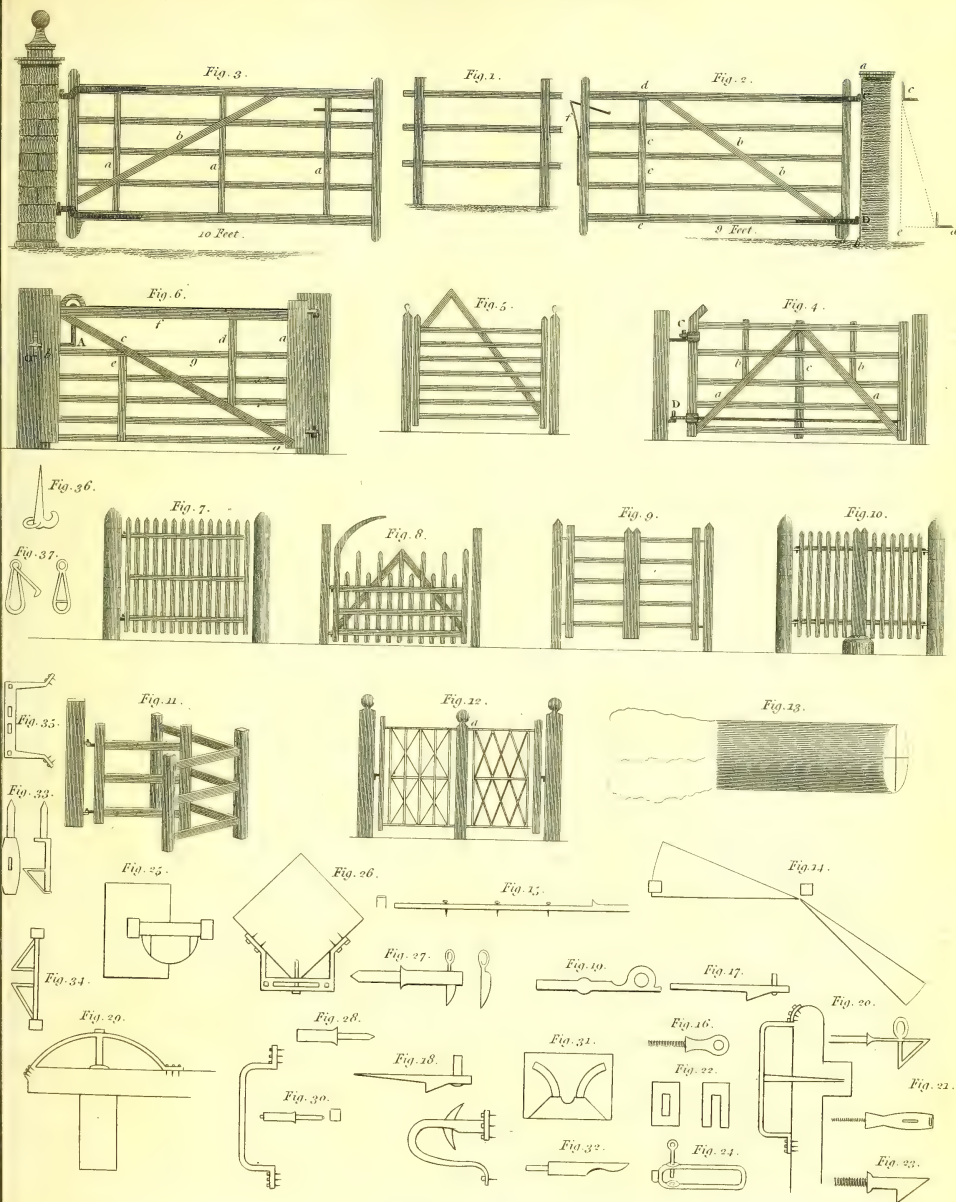 Fig. 3.
Fig. 1.
Fig. 2.
a
c
d
f
b
b
b
c
c
a
a
a
D
c
e
d
10 Feet.
9 Feet.
Fig. 6.
Fig. 5.
Fig. 4.
f
A
c
d
a
e
g
a
C
b
c
b
D
a
a
Fig. 36.
Fig. 7.
Fig. 8.
Fig. 9.
Fig. 10.
Fig. 37.
Fig. 35.
Fig. 11.
Fig. 12.
a
Fig. 13.
Fig. 33.
Fig. 25.
Fig. 26.
Fig. 15.
Fig. 14.
Fig. 34.
Fig. 27.
Fig. 19.
Fig. 17.
Fig. 29.
Fig. 28.
Fig. 16.
Fig. 20.
Fig. 18.
Fig. 31.
Fig. 22.
Fig. 30.
Fig. 21.
Fig. 32.
Fig. 24.
Fig. 23.